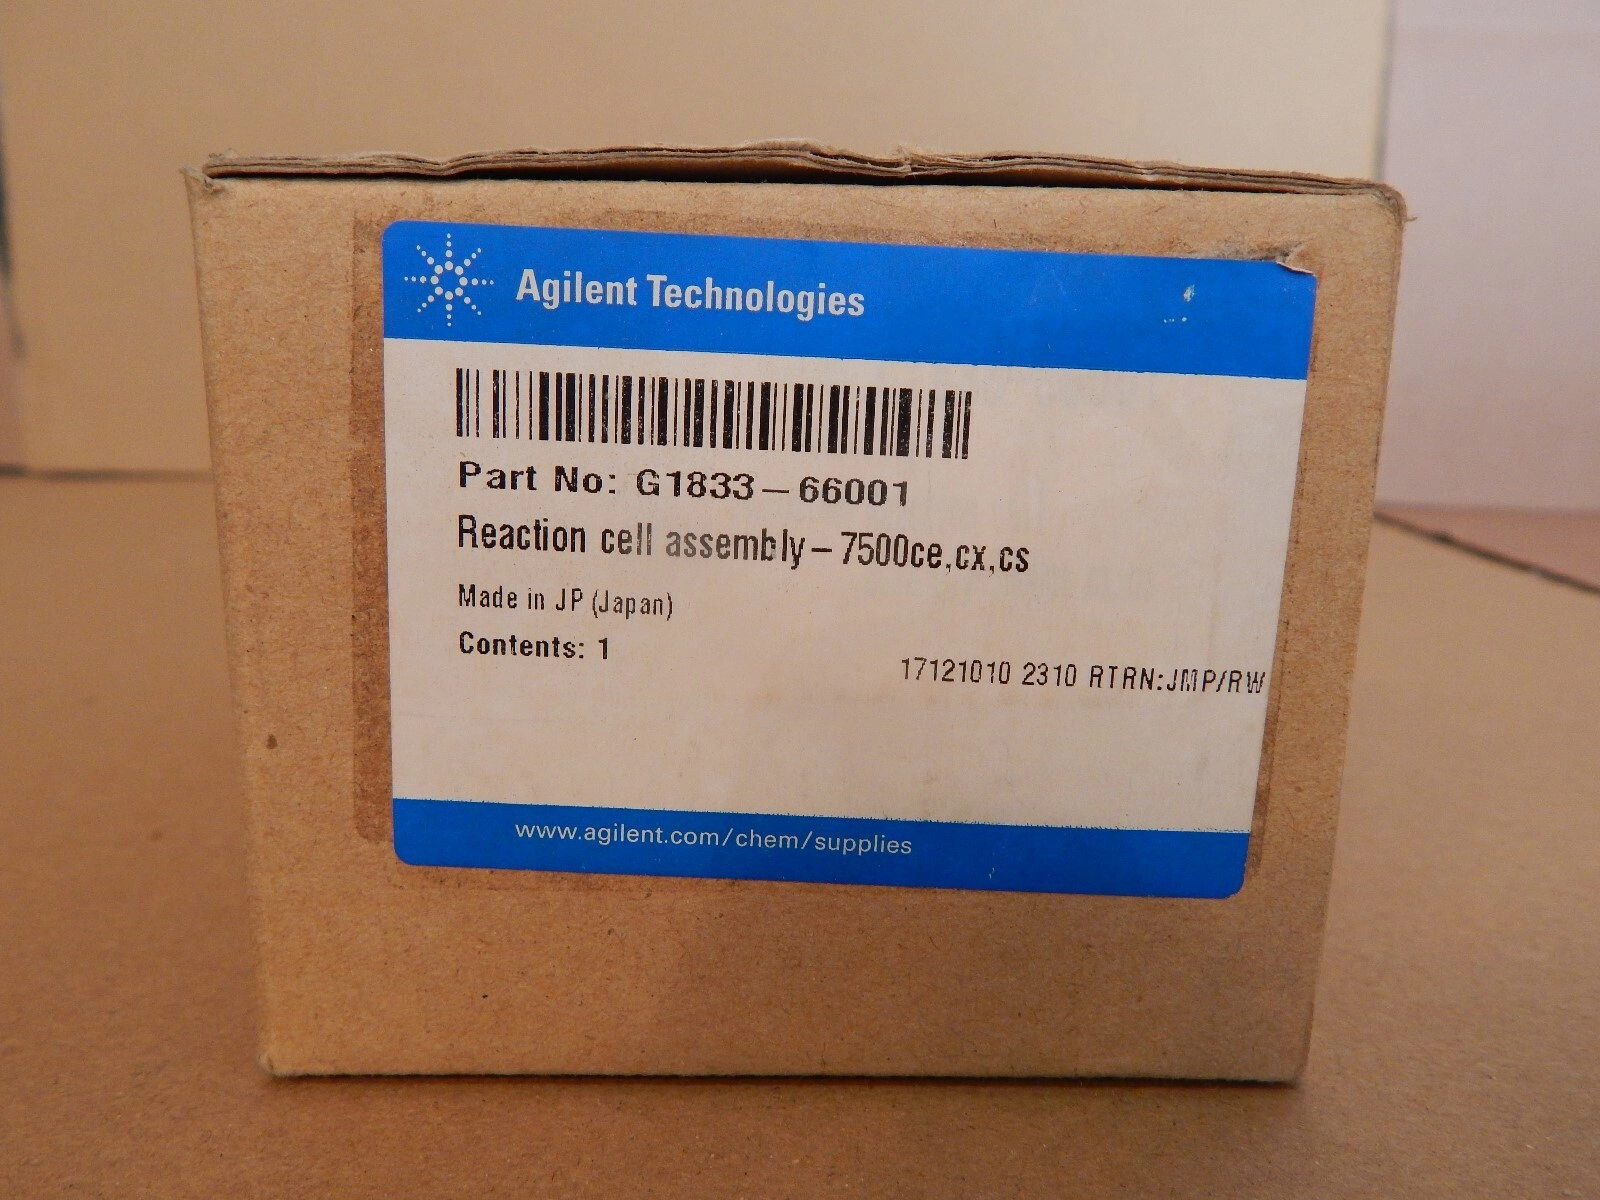 Agilent Technologies
Part No: G1833-66001
Reaction cell assembly-7500ce,cx,cs
Made in JP (Japan)
Contents: 1
17121010 2310 RTRN:JMP/RW
www.agilent.com/chem/supplies